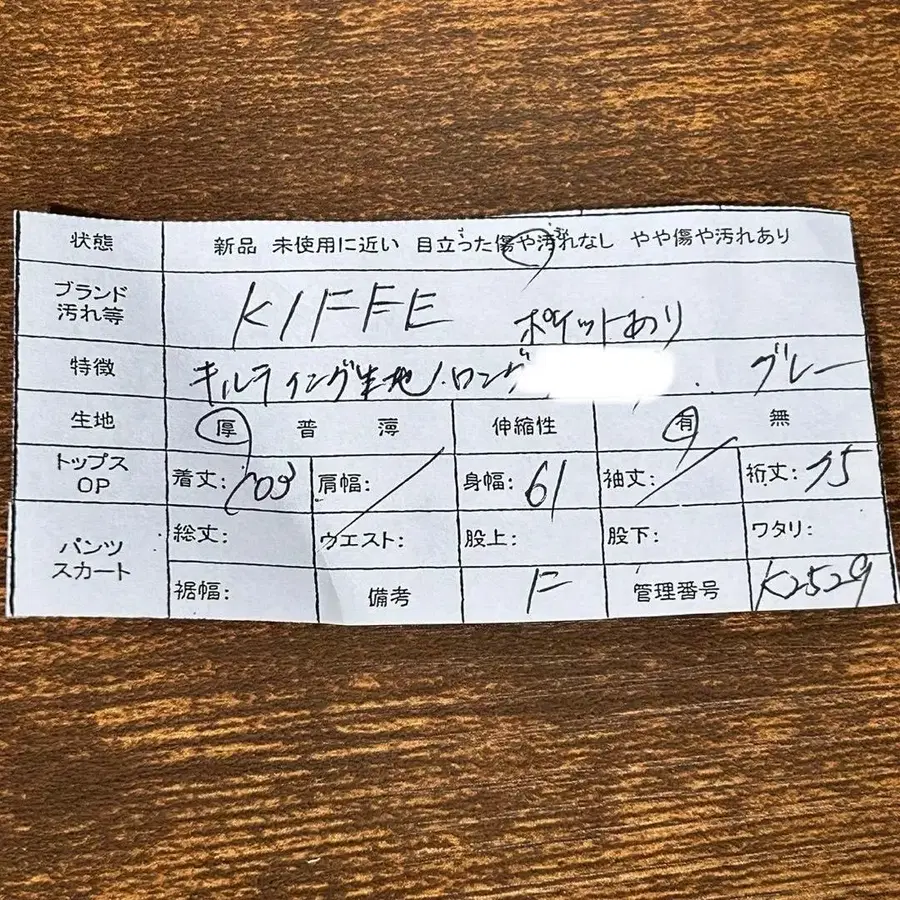 状態 新品 未使用に近い 目立った傷や汚れなし やや傷や汚れあり
ブランド 汚れ等 KIFFE ポケットあり
特徴 キルティング生地・ロング . グレー
生地 厚 普 薄 伸縮性 有 無
トップス OP 着丈: 103 肩幅: 身幅: 61 袖丈: 裄丈: 75
パンツ スカート 総丈: ウエスト: 股上: 股下: ワタリ:
裾幅: 備考 F 管理番号 K2529